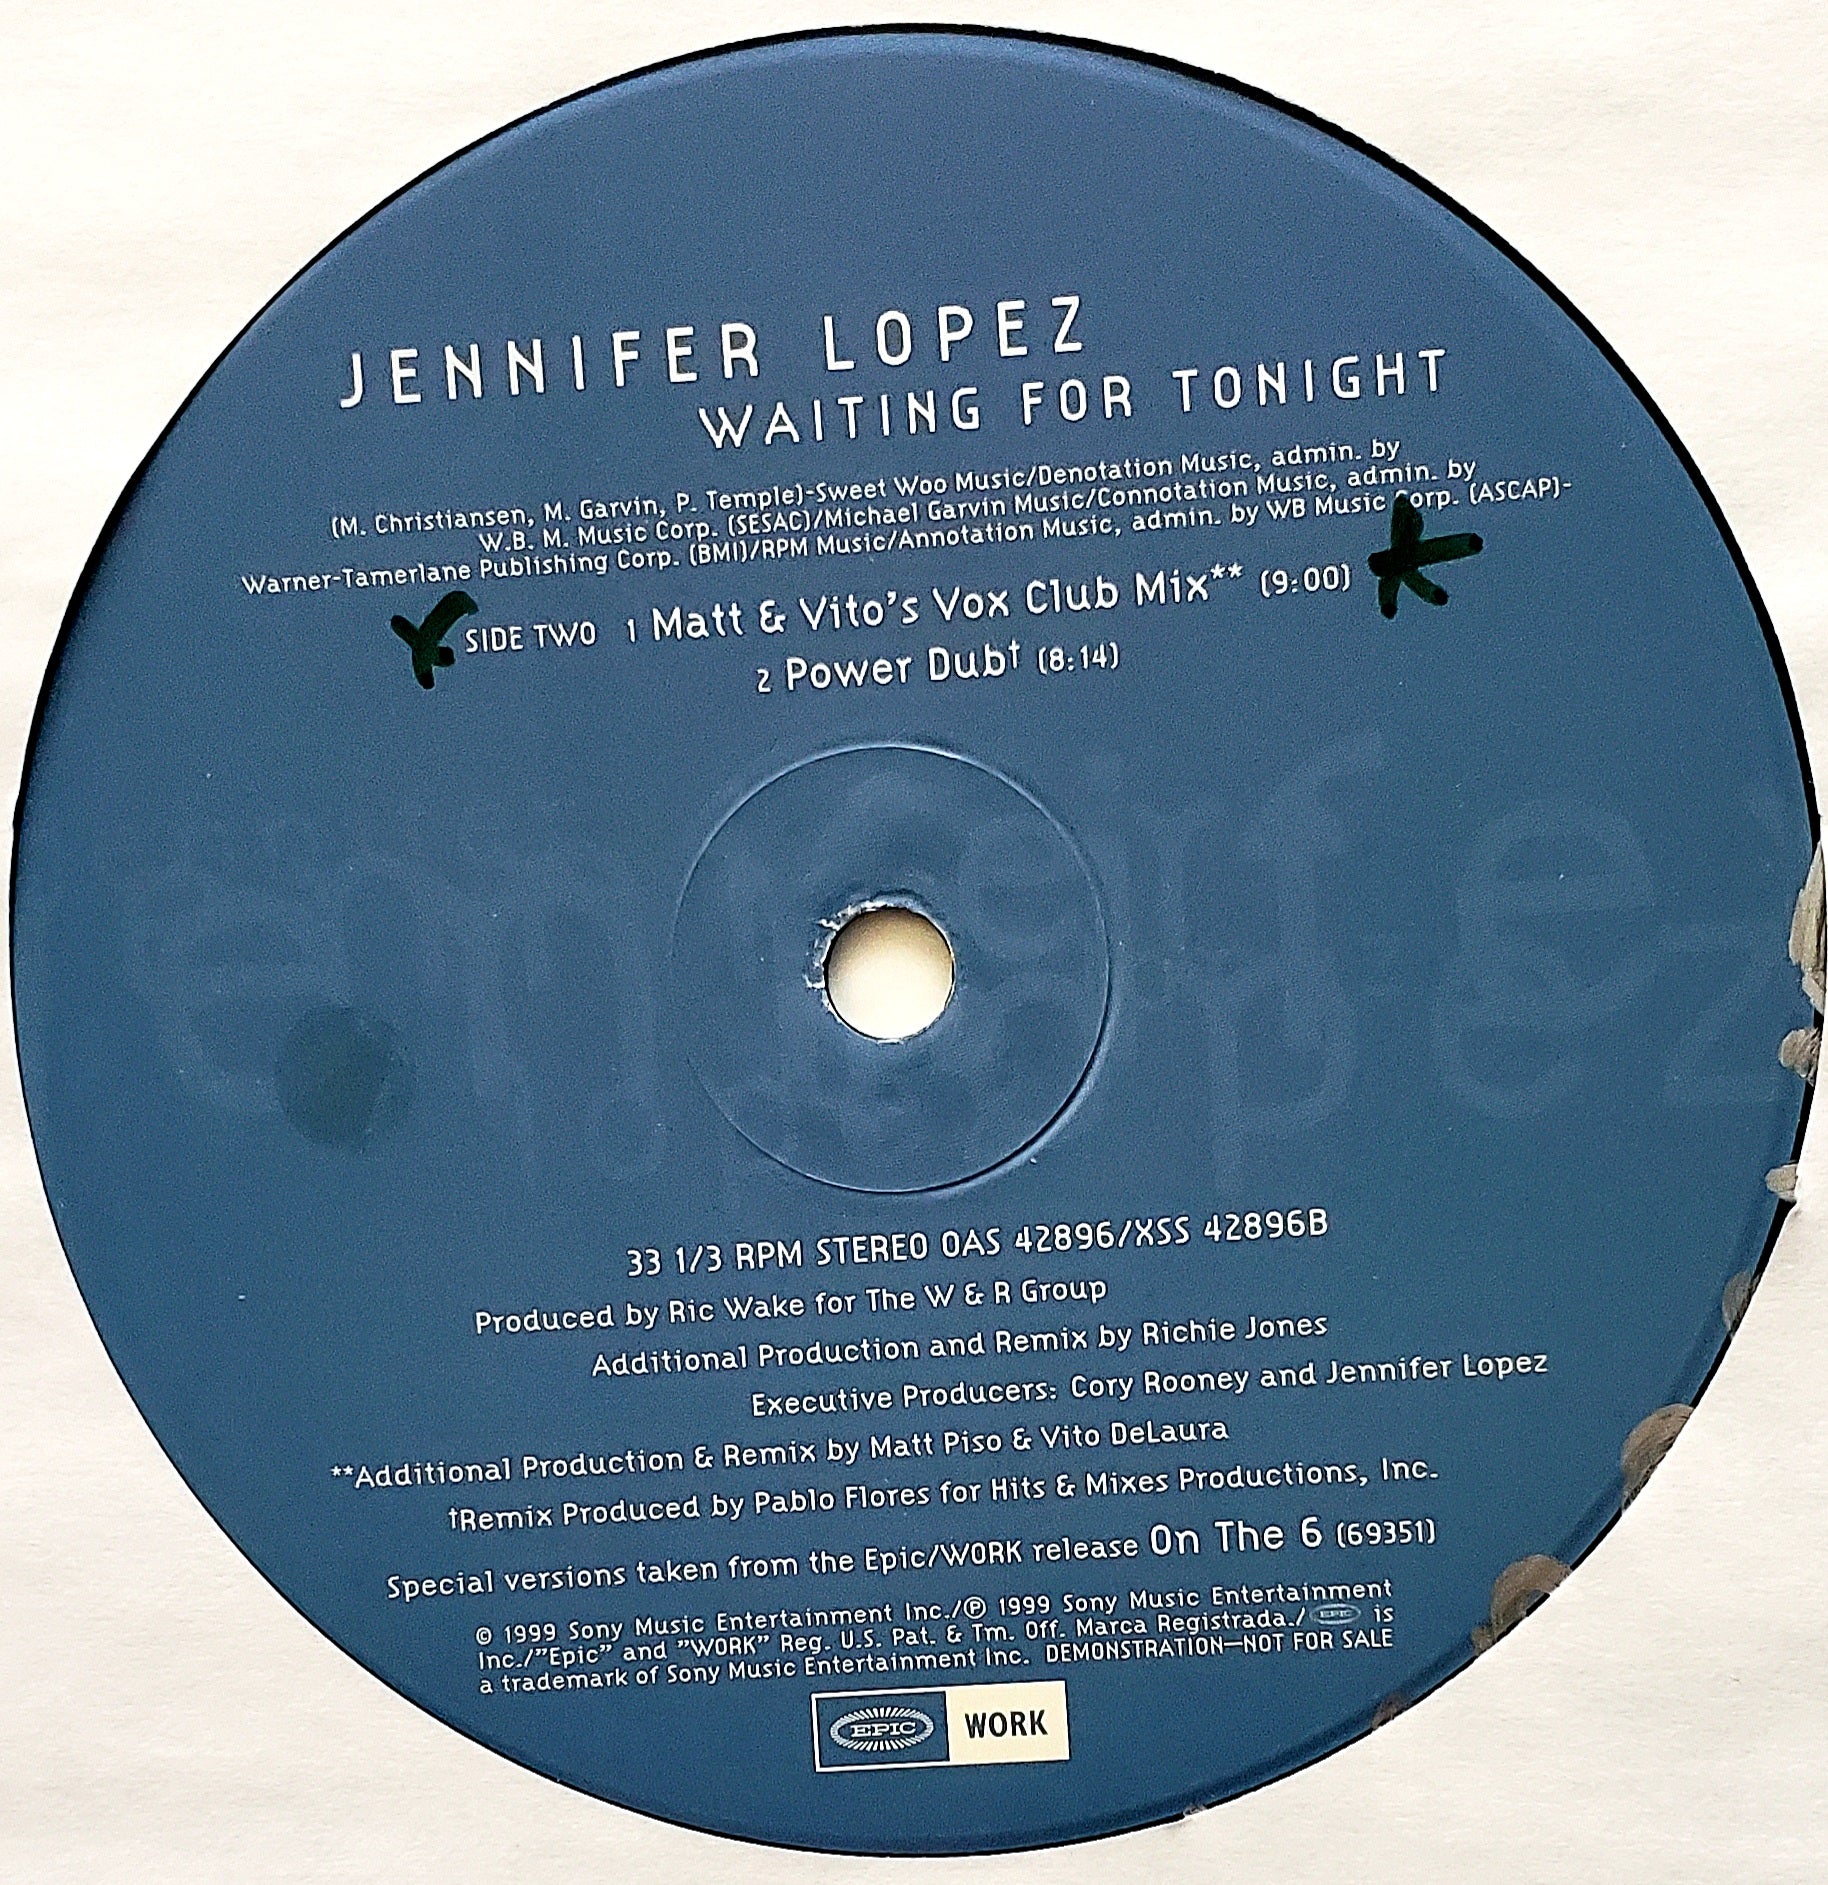 JENNIFER LOPEZ
WAITING FOR TONIGHT
(M. Christiansen, M. Garvin, P. Temple)-Sweet Woo Music/Denotation Music, admin. by
W.B. M. Music Corp. (SESAC)/Michael Garvin Music/Connotation Music, admin. by
Warner-Tamerlane Publishing Corp. (BMI)/RPM Music/Annotation Music, admin. by WB Music Corp. (ASCAP)-
SIDE TWO 1 Matt & Vito's Vox Club Mix** (9:00)
2 Power Dub† (8:14)
33 1/3 RPM STEREO OAS 42896/XSS 42896B
Produced by Ric Wake for The W & R Group
Additional Production and Remix by Richie Jones
Executive Producers: Cory Rooney and Jennifer Lopez
**Additional Production & Remix by Matt Piso & Vito DeLaura
†Remix Produced by Pablo Flores for Hits & Mixes Productions, Inc.
Special versions taken from the Epic/WORK release On The 6 (69351)
© 1999 Sony Music Entertainment Inc./℗ 1999 Sony Music Entertainment
Inc./"Epic" and "WORK" Reg. U.S. Pat. & Tm. Off. Marca Registrada./ EPIC is
a trademark of Sony Music Entertainment Inc. DEMONSTRATION—NOT FOR SALE
EPIC WORK